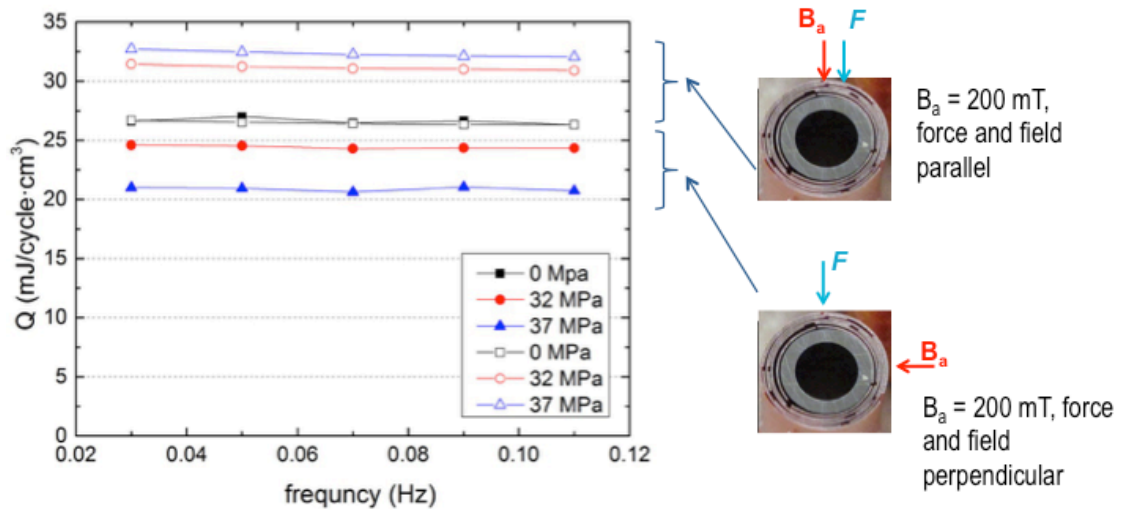 35
30
25
20
15
10
5
0
Q (mJ/cycle·cm³)
0 Mpa
32 MPa
37 MPa
0 MPa
32 MPa
37 MPa
0.02 0.04 0.06 0.08 0.10 0.12
frequncy (Hz)
Bₐ F
Bₐ = 200 mT,
force and field
parallel
F
Bₐ
Bₐ = 200 mT, force
and field
perpendicular